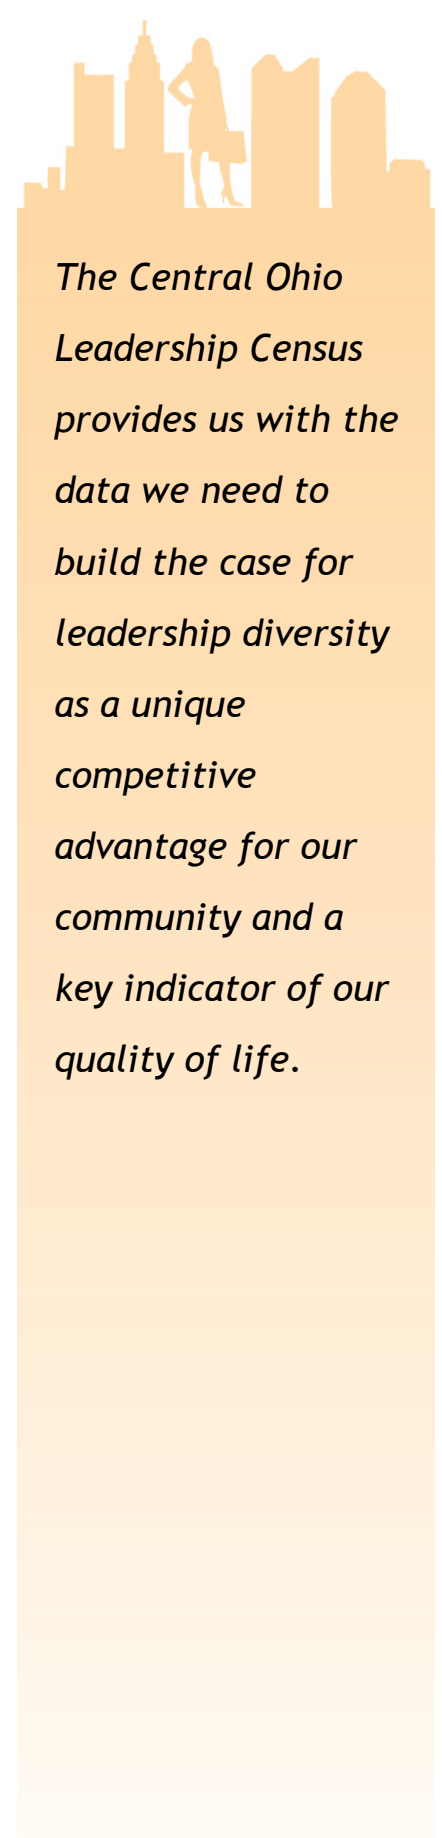 The Central Ohio
Leadership Census
provides us with the
data we need to
build the case for
leadership diversity
as a unique
competitive
advantage for our
community and a
key indicator of our
quality of life.